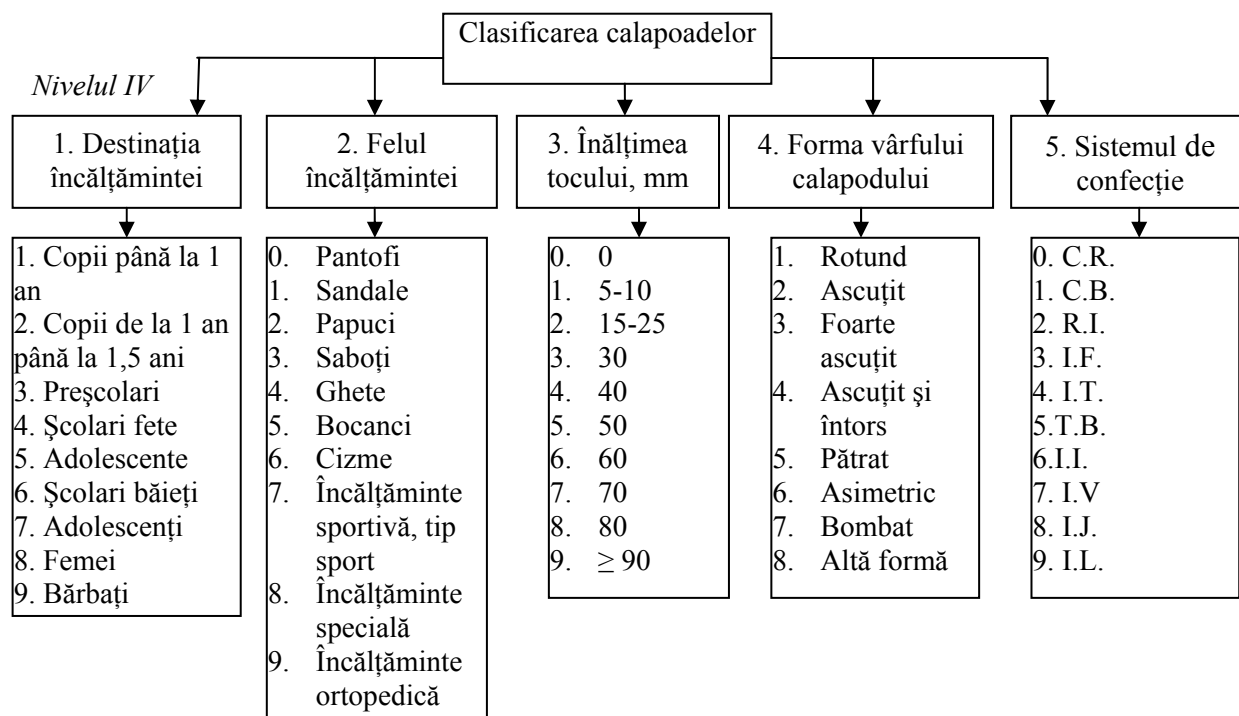 Clasificarea calapoadelor
Nivelul IV
1. Destinația
încălțămintei
2. Felul
încălțămintei
3. Înălțimea
tocului, mm
4. Forma vârfului
calapodului
5. Sistemul de
confecție
1. Copii până la 1
an
2. Copii de la 1 an
până la 1,5 ani
3. Preşcolari
4. Şcolari fete
5. Adolescente
6. Şcolari băieți
7. Adolescenți
8. Femei
9. Bărbați
0. Pantofi
1. Sandale
2. Papuci
3. Saboți
4. Ghete
5. Bocanci
6. Cizme
7. Încălțăminte
sportivă, tip
sport
8. Încălțăminte
specială
9. Încălțăminte
ortopedică
0. 0
1. 5-10
2. 15-25
3. 30
4. 40
5. 50
6. 60
7. 70
8. 80
9. ≥ 90
1. Rotund
2. Ascuțit
3. Foarte
ascuțit
4. Ascuțit şi
întors
5. Pătrat
6. Asimetric
7. Bombat
8. Altă formă
0. C.R.
1. C.B.
2. R.I.
3. I.F.
4. I.T.
5.T.B.
6.I.I.
7. I.V
8. I.J.
9. I.L.